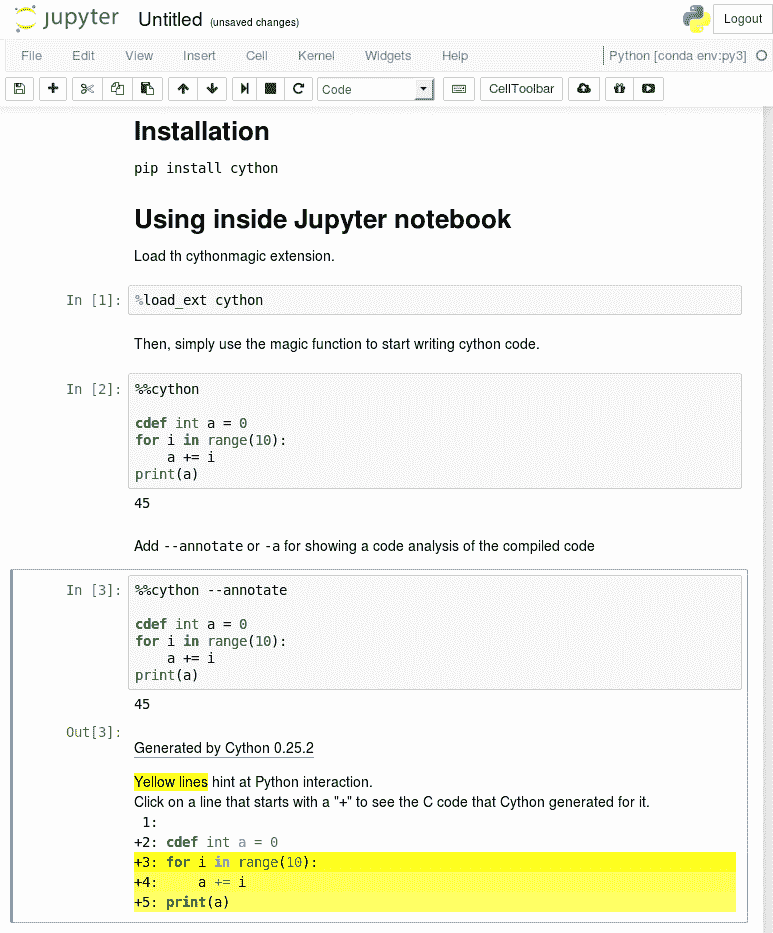 jupyter Untitled (unsaved changes) Logout
File Edit View Insert Cell Kernel Widgets Help Python [conda env:py3]
Code CellToolbar
Installation
pip install cython
Using inside Jupyter notebook
Load th cythonmagic extension.
In [1]: %load_ext cython
Then, simply use the magic function to start writing cython code.
In [2]: %%cython
cdef int a = 0
for i in range(10):
    a += i
print(a)
45
Add --annotate or -a for showing a code analysis of the compiled code
In [3]: %%cython --annotate
cdef int a = 0
for i in range(10):
    a += i
print(a)
45
Out[3]:
Generated by Cython 0.25.2
Yellow lines hint at Python interaction.
Click on a line that starts with a "+" to see the C code that Cython generated for it.
 1:
+2: cdef int a = 0
+3: for i in range(10):
+4:     a += i
+5: print(a)